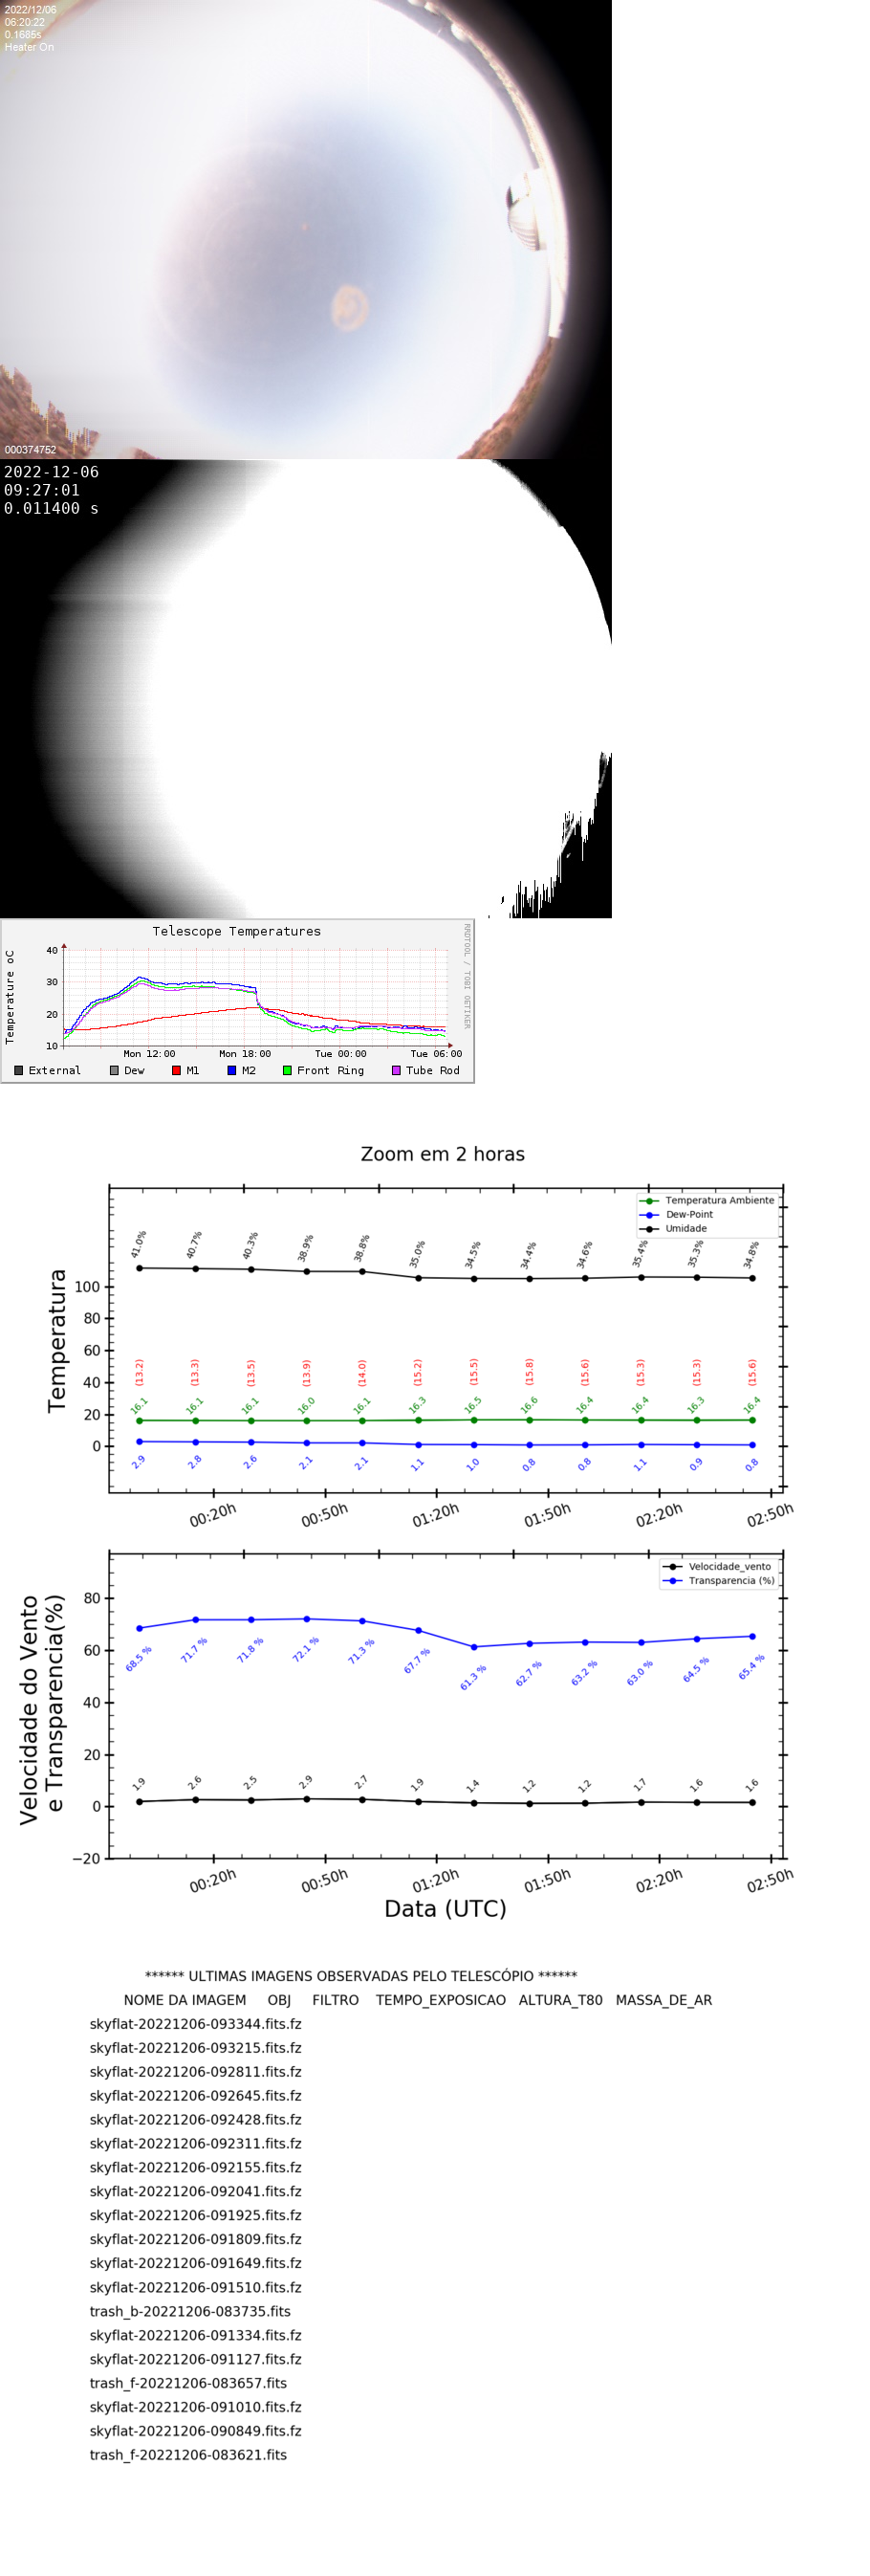 2022/12/06
06:20:22
0.1685s
Heater On
000374752
2022-12-06
09:27:01
0.011400 s
Telescope Temperatures
RRDTOOL / TOBI OETIKER
Temperature oC
40
30
20
10
Mon 12:00 Mon 18:00 Tue 00:00 Tue 06:00
External Dew M1 M2 Front Ring Tube Rod
Zoom em 2 horas
Temperatura Ambiente
Dew-Point
Umidade
41.0% 40.7% 40.3% 38.9% 38.8% 35.0% 34.5% 34.4% 34.6% 35.4% 35.3% 34.8%
Temperatura
100
80
60
40
20
0
(13.2) (13.3) (13.5) (13.9) (14.0) (15.2) (15.5) (15.8) (15.6) (15.3) (15.3) (15.6)
16.1 16.1 16.1 16.0 16.1 16.3 16.5 16.6 16.4 16.4 16.3 16.4
2.9 2.8 2.6 2.1 2.1 1.1 1.0 0.8 0.8 1.1 0.9 0.8
00:20h 00:50h 01:20h 01:50h 02:20h 02:50h
Velocidade_vento
Transparencia (%)
Velocidade do Vento
e Transparencia(%)
80
60
40
20
0
−20
68.5 % 71.7 % 71.8 % 72.1 % 71.3 % 67.7 % 61.3 % 62.7 % 63.2 % 63.0 % 64.5 % 65.4 %
1.9 2.6 2.5 2.9 2.7 1.9 1.4 1.2 1.2 1.7 1.6 1.6
00:20h 00:50h 01:20h 01:50h 02:20h 02:50h
Data (UTC)
****** ULTIMAS IMAGENS OBSERVADAS PELO TELESCÓPIO ******
NOME DA IMAGEM OBJ FILTRO TEMPO_EXPOSICAO ALTURA_T80 MASSA_DE_AR
skyflat-20221206-093344.fits.fz
skyflat-20221206-093215.fits.fz
skyflat-20221206-092811.fits.fz
skyflat-20221206-092645.fits.fz
skyflat-20221206-092428.fits.fz
skyflat-20221206-092311.fits.fz
skyflat-20221206-092155.fits.fz
skyflat-20221206-092041.fits.fz
skyflat-20221206-091925.fits.fz
skyflat-20221206-091809.fits.fz
skyflat-20221206-091649.fits.fz
skyflat-20221206-091510.fits.fz
trash_b-20221206-083735.fits
skyflat-20221206-091334.fits.fz
skyflat-20221206-091127.fits.fz
trash_f-20221206-083657.fits
skyflat-20221206-091010.fits.fz
skyflat-20221206-090849.fits.fz
trash_f-20221206-083621.fits